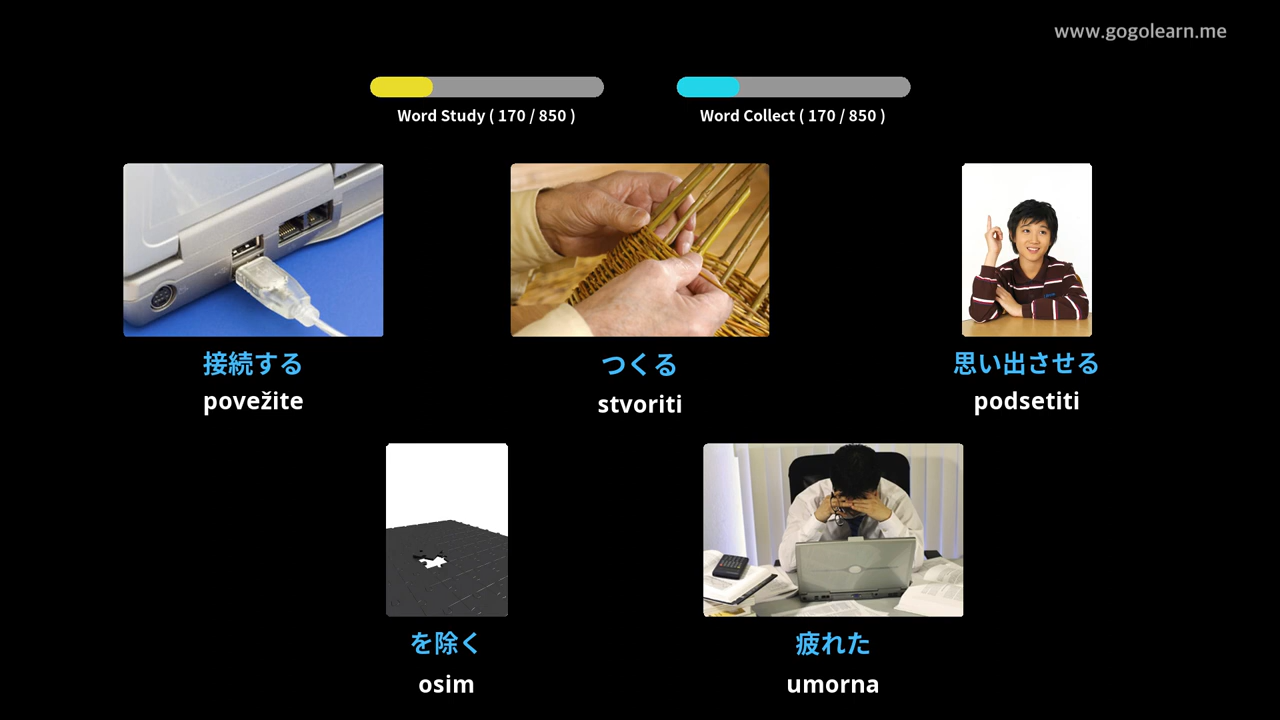 www.gogolearn.me
Word Study ( 170 / 850 )
Word Collect ( 170 / 850 )
接続する
povežite
つくる
stvoriti
思い出させる
podsetiti
を除く
osim
疲れた
umorna